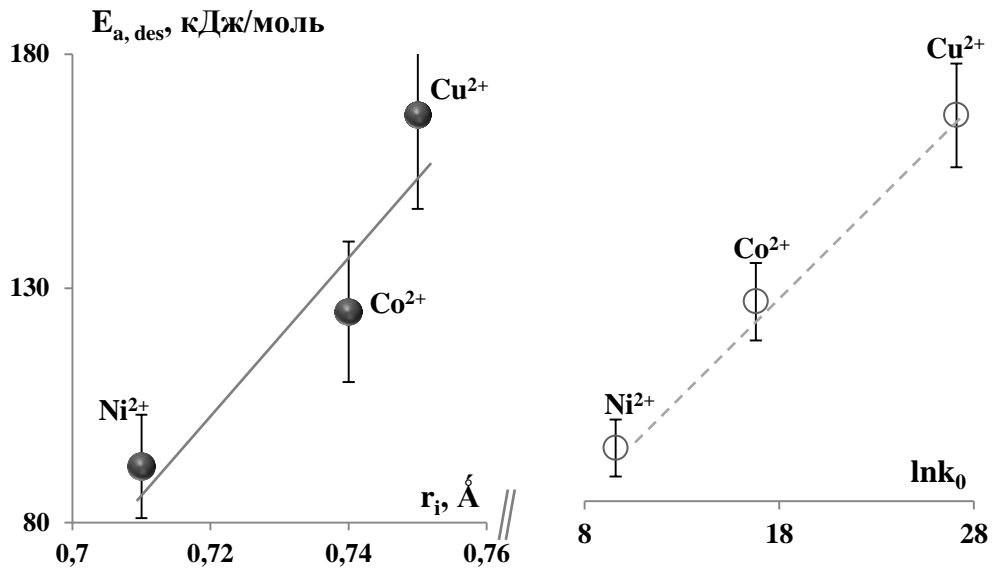 E_a, des, кДж/моль
180
Cu²⁺
Cu²⁺
130
Co²⁺
Co²⁺
Ni²⁺
Ni²⁺
r_i, Å
lnk₀
80
0,7
0,72
0,74
0,76
8
18
28